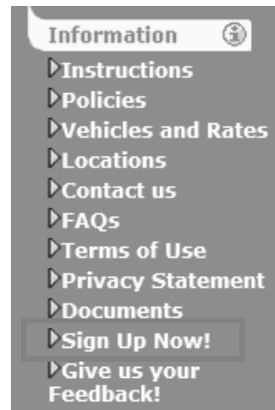 Information
Instructions
Policies
Vehicles and Rates
Locations
Contact us
FAQs
Terms of Use
Privacy Statement
Documents
Sign Up Now!
Give us your
Feedback!